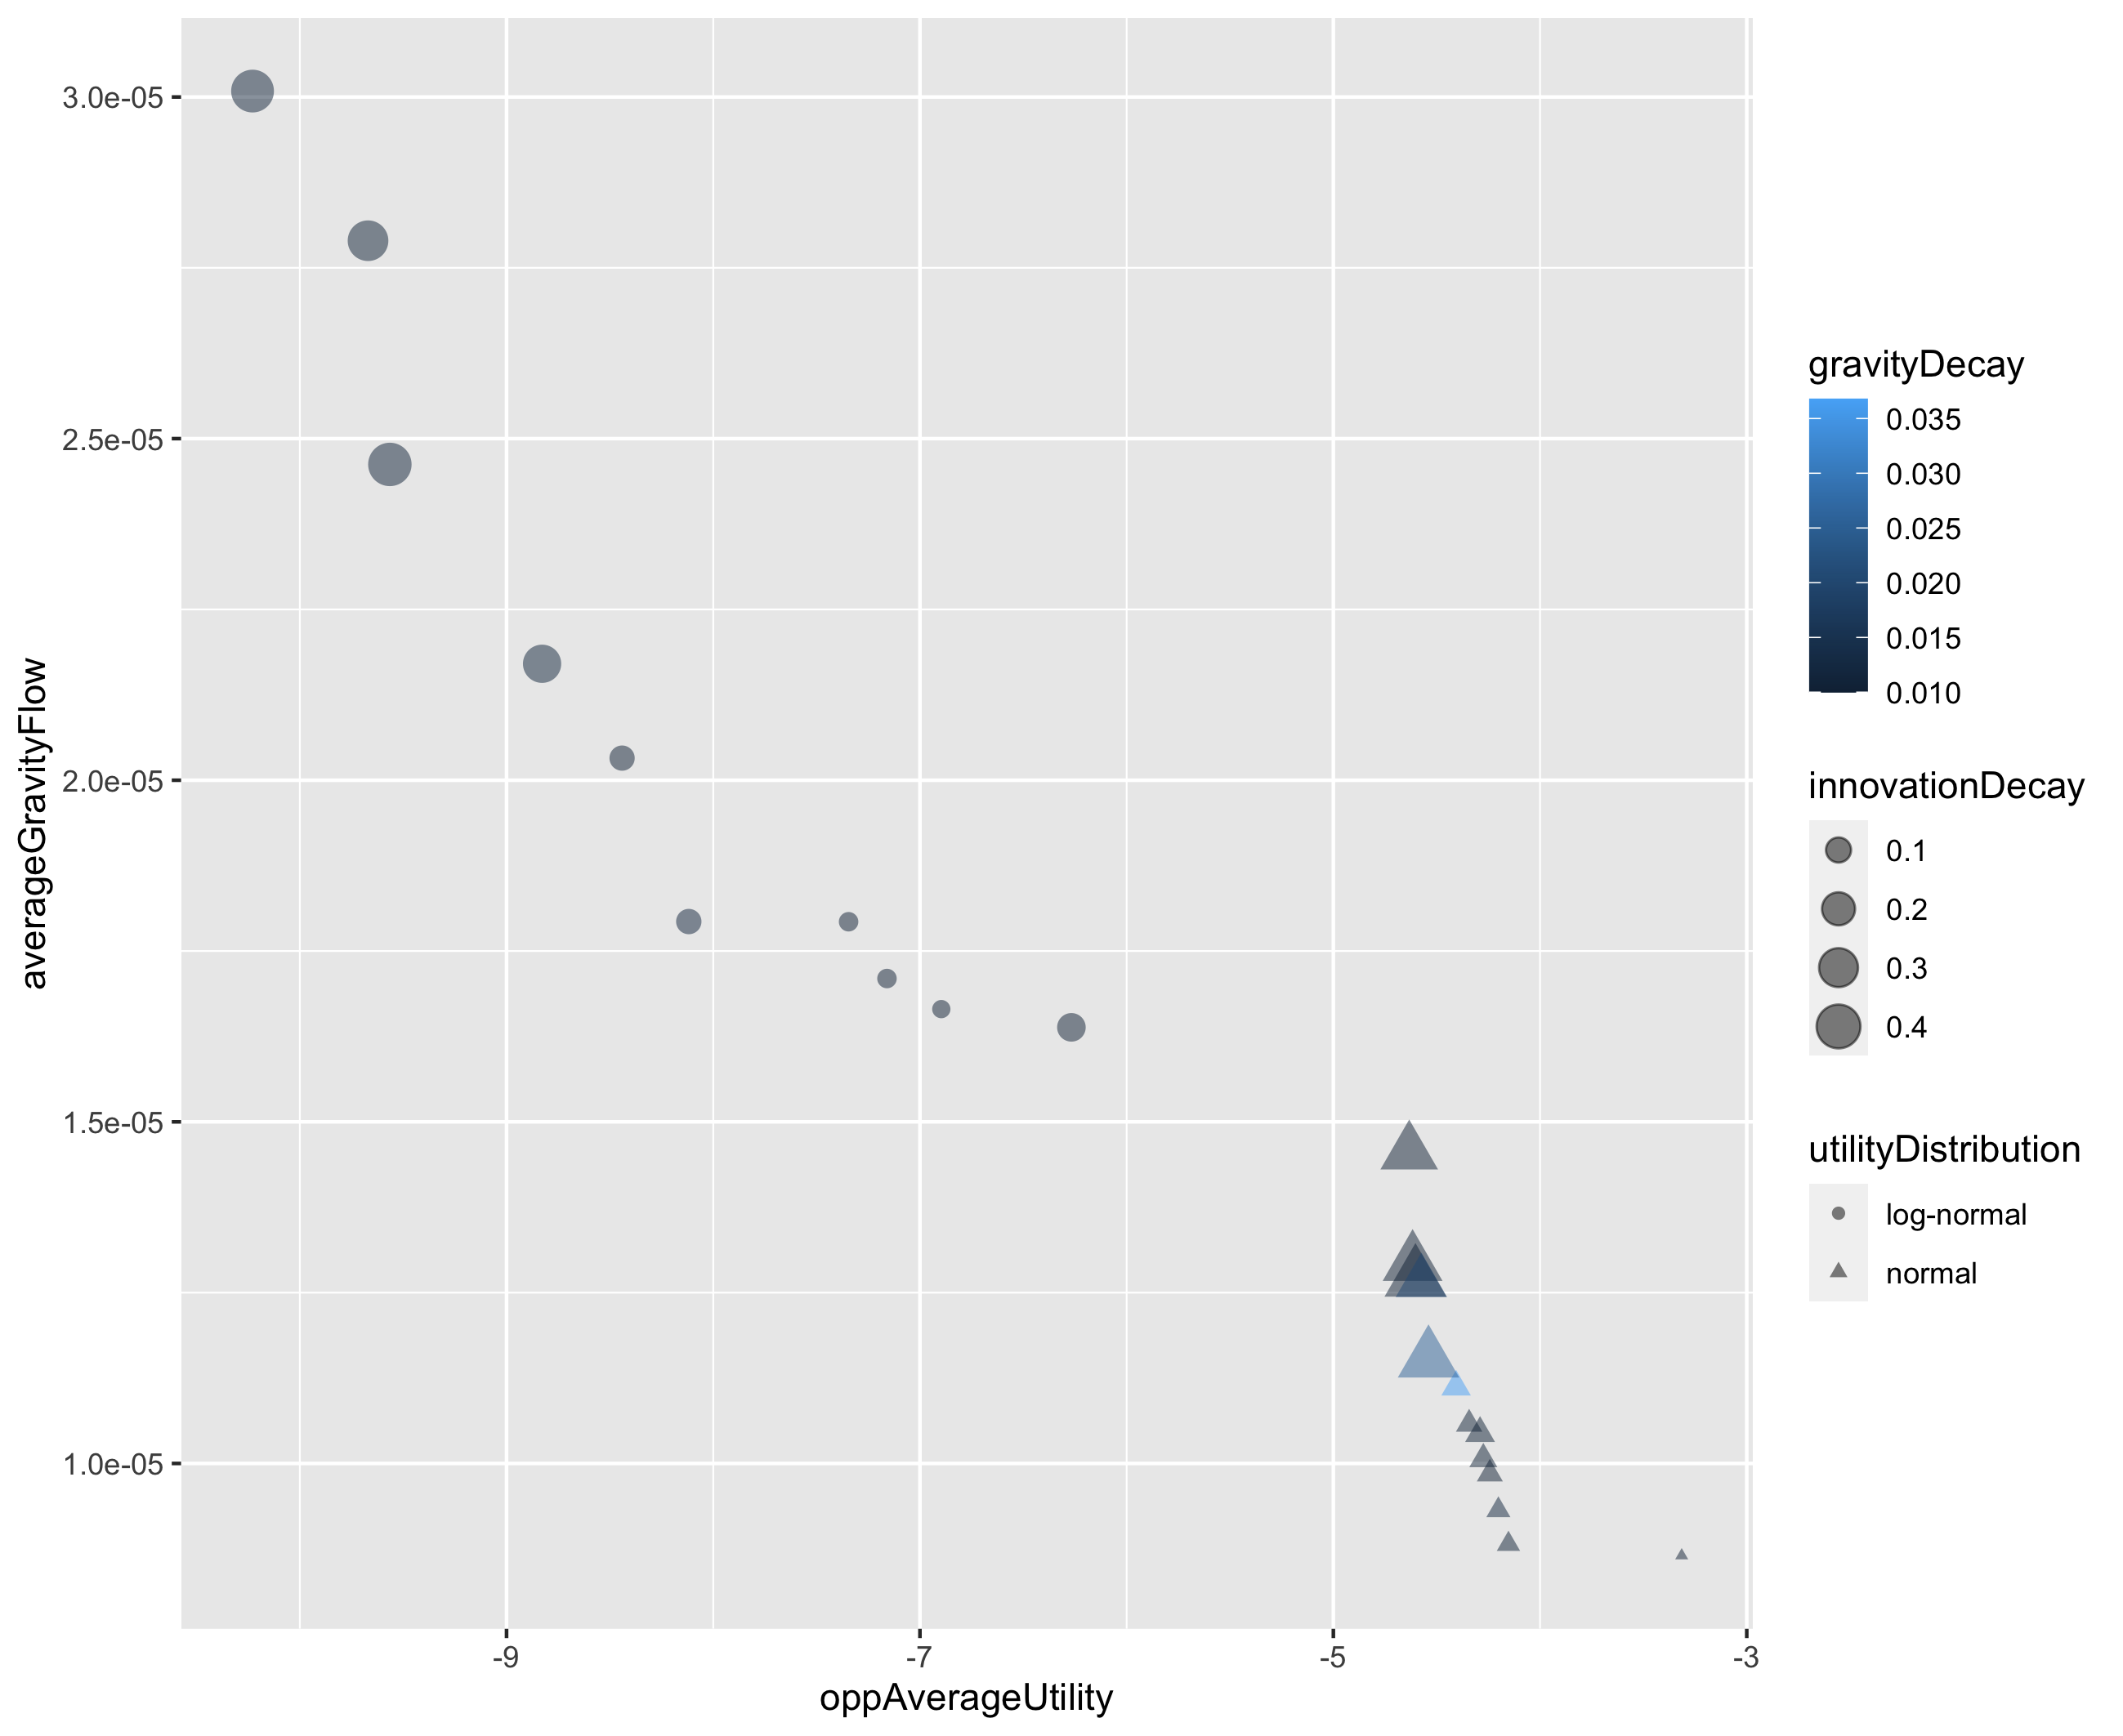 3.0e-05
2.5e-05
2.0e-05
1.5e-05
1.0e-05
averageGravityFlow
-9
-7
-5
-3
oppAverageUtility
gravityDecay
0.035
0.030
0.025
0.020
0.015
0.010
innovationDecay
0.1
0.2
0.3
0.4
utilityDistribution
log-normal
normal